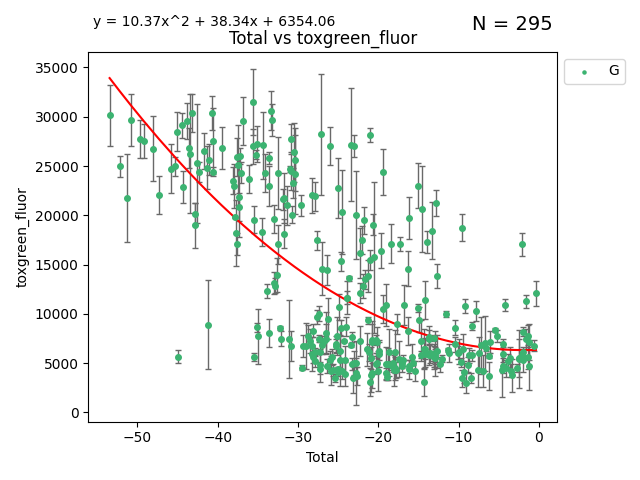 y = 10.37x^2 + 38.34x + 6354.06
N = 295
Total vs toxgreen_fluor
G
35000
30000
25000
20000
15000
10000
5000
0
toxgreen_fluor
−50
−40
−30
−20
−10
0
Total